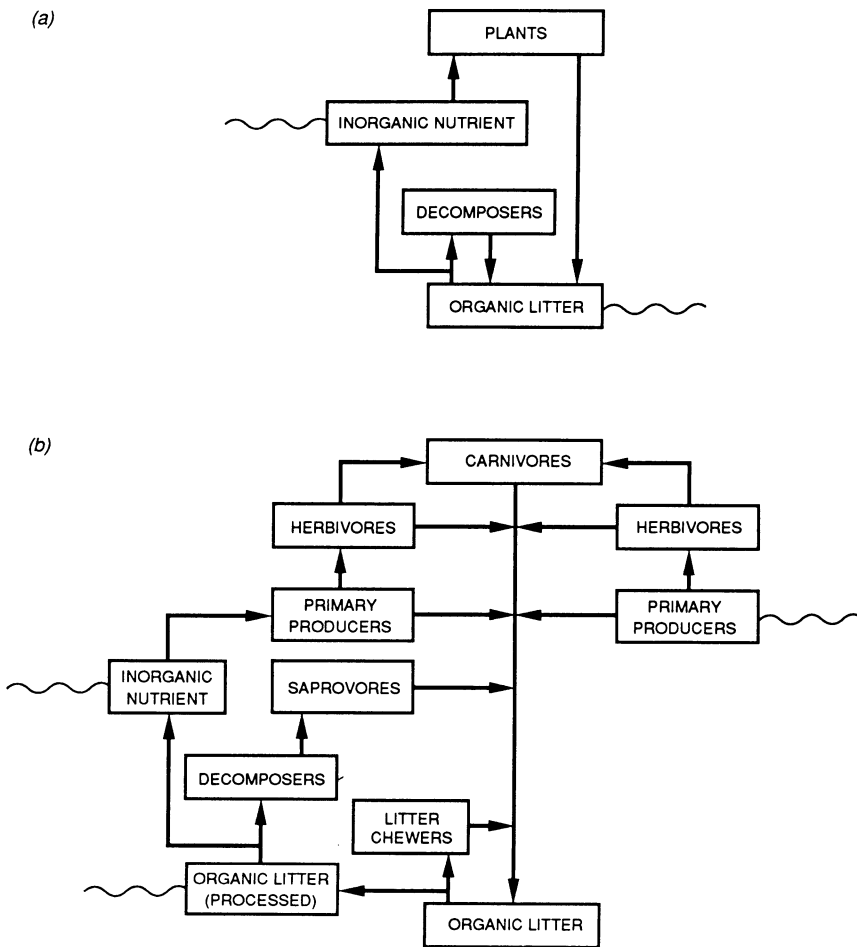 (a)
PLANTS
INORGANIC NUTRIENT
DECOMPOSERS
ORGANIC LITTER
(b)
CARNIVORES
HERBIVORES
HERBIVORES
PRIMARY
PRODUCERS
PRIMARY
PRODUCERS
INORGANIC
NUTRIENT
SAPROVORES
DECOMPOSERS
LITTER
CHEWERS
ORGANIC LITTER
(PROCESSED)
ORGANIC LITTER